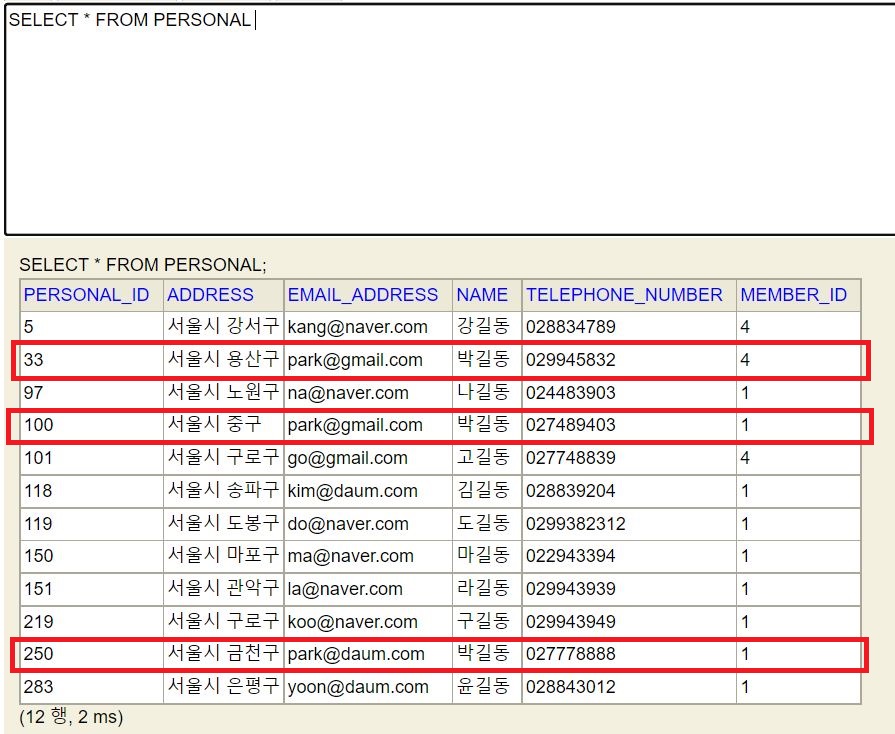 SELECT * FROM PERSONAL
SELECT * FROM PERSONAL;
PERSONAL_ID ADDRESS EMAIL_ADDRESS NAME TELEPHONE_NUMBER MEMBER_ID
5 서울시 강서구 kang@naver.com 강길동 028834789 4
33 서울시 용산구 park@gmail.com 박길동 029945832 4
97 서울시 노원구 na@naver.com 나길동 024483903 1
100 서울시 중구 park@gmail.com 박길동 027489403 1
101 서울시 구로구 go@gmail.com 고길동 027748839 4
118 서울시 송파구 kim@daum.com 김길동 028839204 1
119 서울시 도봉구 do@naver.com 도길동 0299382312 1
150 서울시 마포구 ma@naver.com 마길동 022943394 1
151 서울시 관악구 la@naver.com 라길동 029943939 1
219 서울시 구로구 koo@naver.com 구길동 029943949 1
250 서울시 금천구 park@daum.com 박길동 027778888 1
283 서울시 은평구 yoon@daum.com 윤길동 028843012 1
(12 행, 2 ms)